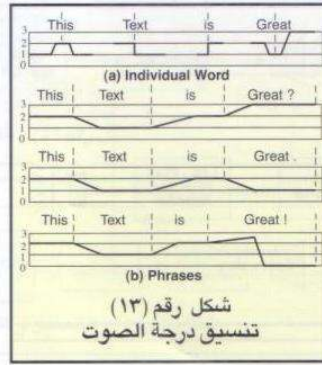 This Text is Great
3
2
1
0
(a) Individual Word
This Text is Great ?
3
2
1
0
This Text is Great .
3
2
1
0
This Text is Great !
3
2
1
0
(b) Phrases
شكل رقم (١٣)
تنسيق درجة الصوت